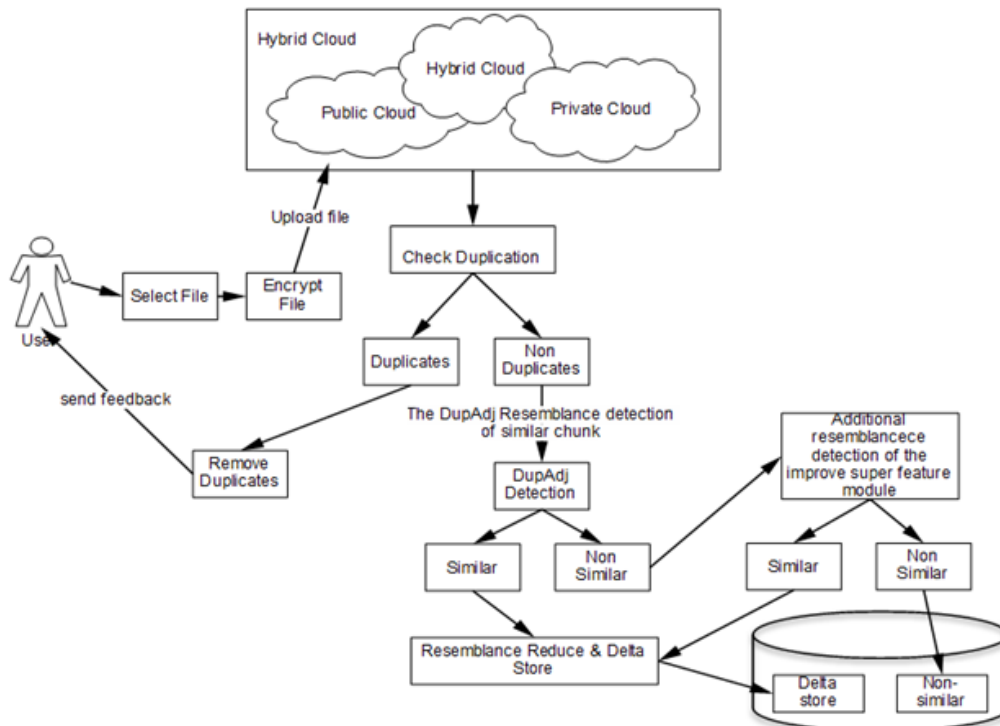 Hybrid Cloud
Hybrid Cloud
Public Cloud
Private Cloud
Upload file
Check Duplication
Select File
Encrypt
File
User
Duplicates
Non
Duplicates
send feedback
The DupAdj Resemblance detection
of similar chunk
Additional
resemblancece
detection of the
improve super feature
module
Remove
Duplicates
DupAdj
Detection
Similar
Non
Similar
Similar
Non
Similar
Resemblance Reduce & Delta
Store
Delta
store
Non-
similar